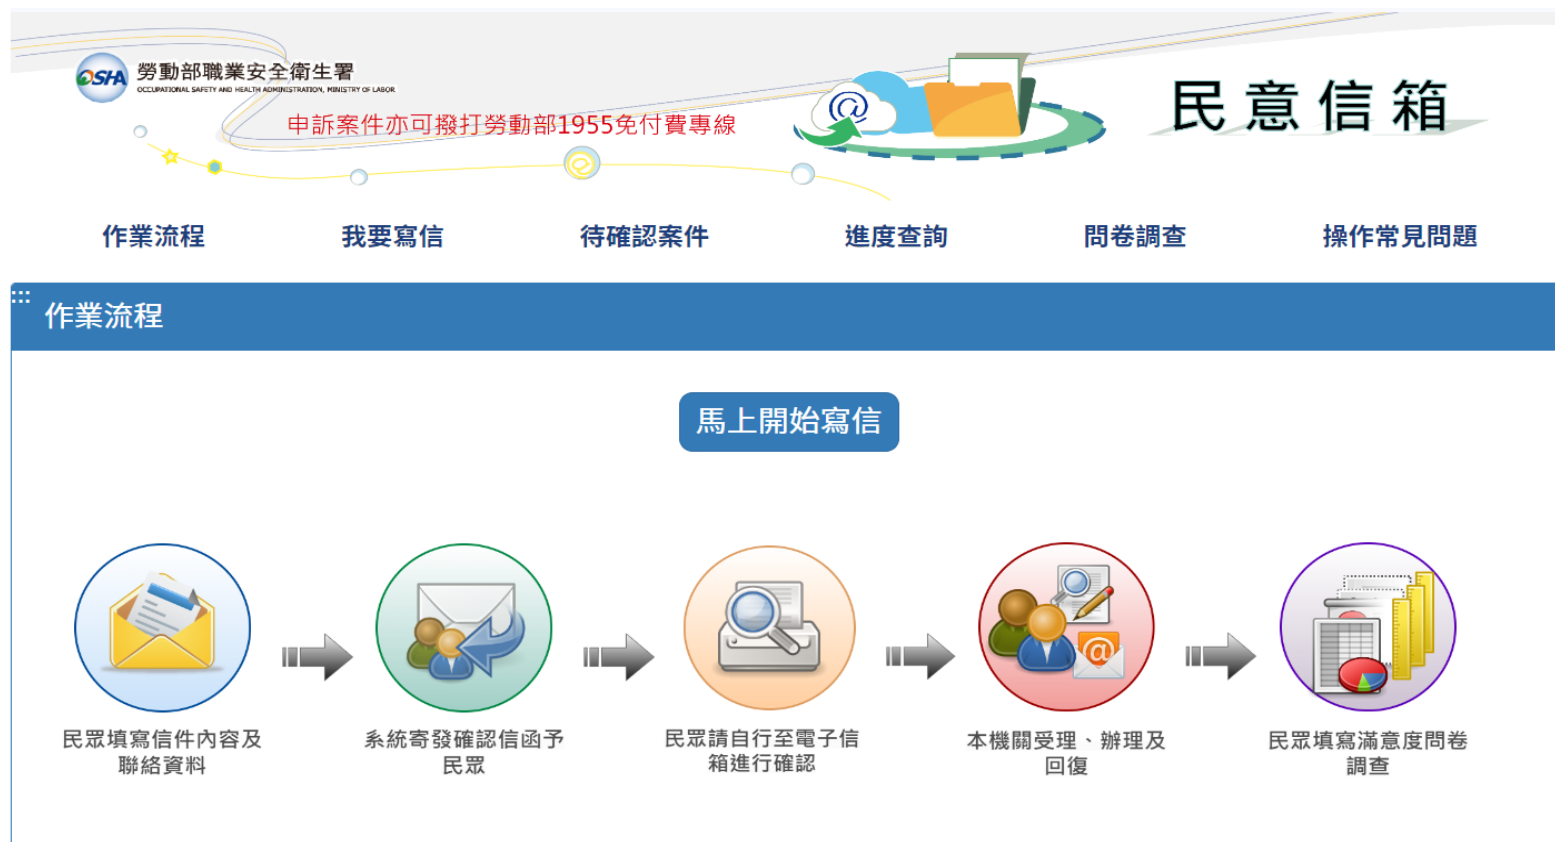 OSHA 勞動部職業安全衛生署
OCCUPATIONAL SAFETY AND HEALTH ADMINISTRATION, MINISTRY OF LABOR
申訴案件亦可撥打勞動部1955免付費專線
@
@
民意信箱
作業流程 我要寫信 待確認案件 進度查詢 問卷調查 操作常見問題
:::
作業流程
馬上開始寫信
@
民眾填寫信件內容及
聯絡資料
系統寄發確認信函予
民眾
民眾請自行至電子信
箱進行確認
本機關受理、辦理及
回復
民眾填寫滿意度問卷
調查